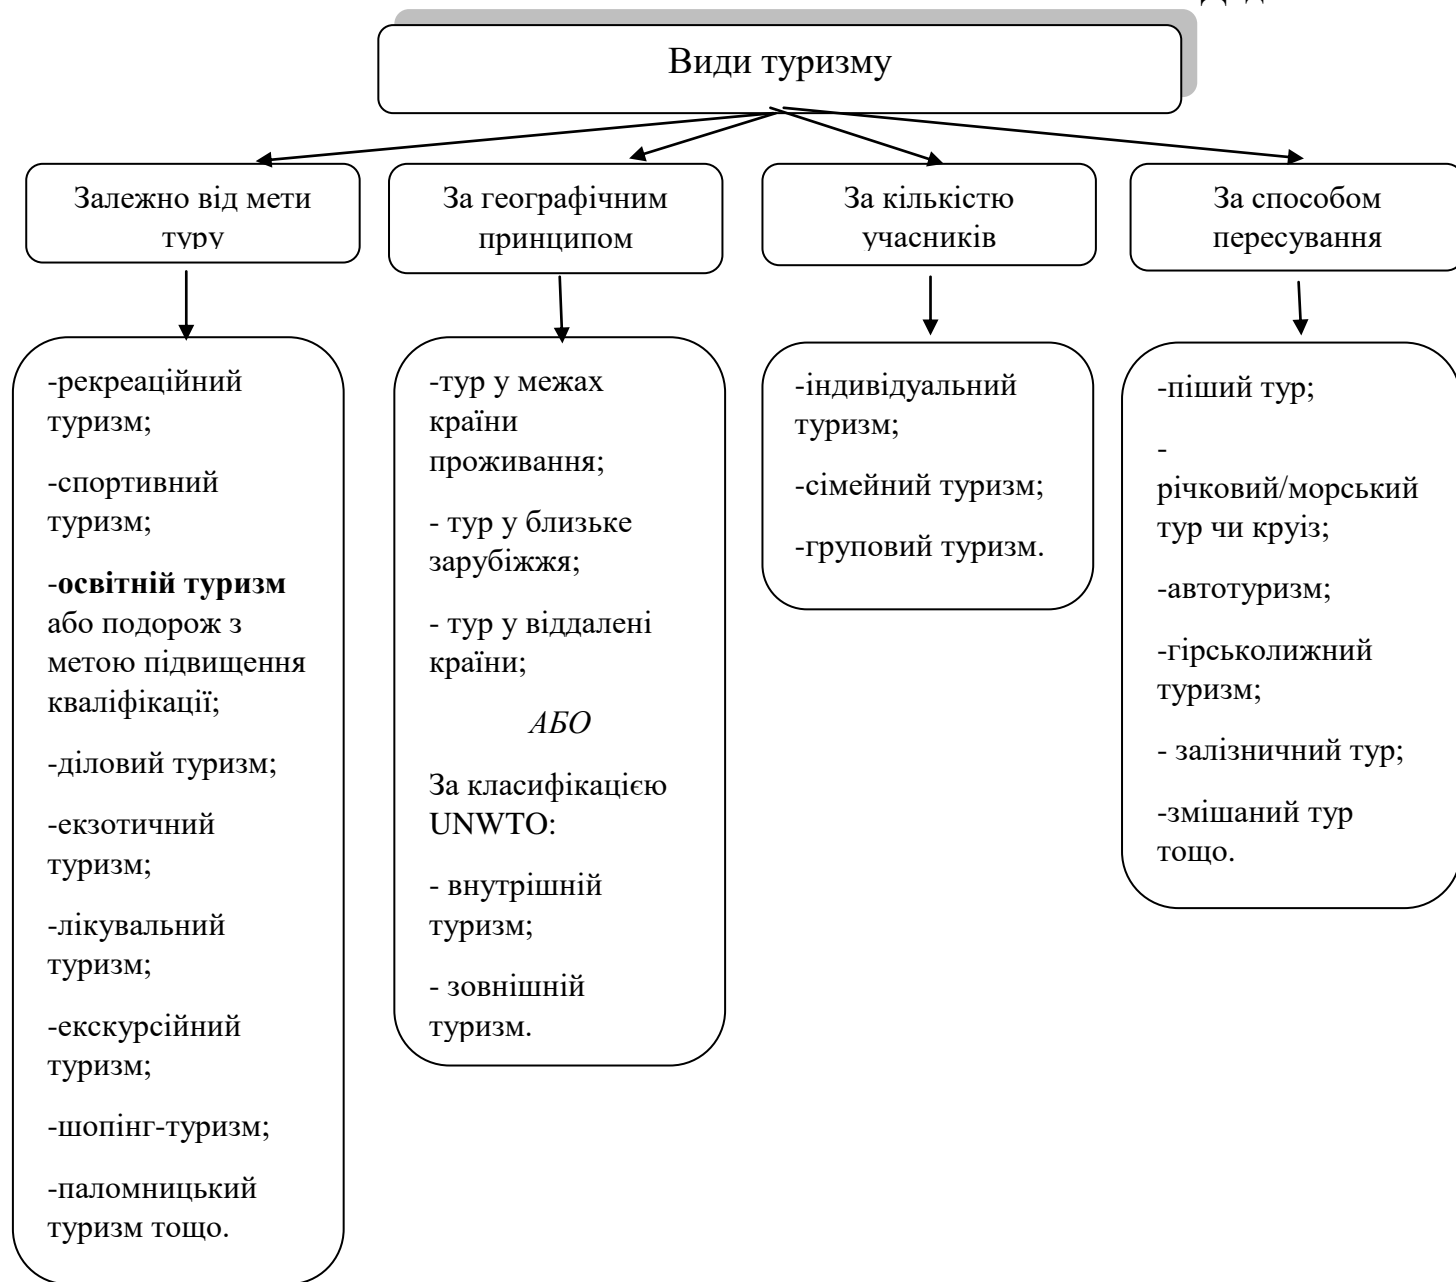 Види туризму
Залежно від мети
туру
За географічним
принципом
За кількістю
учасників
За способом
пересування
-рекреаційний
туризм;
-спортивний
туризм;
-освітній туризм
або подорож з
метою підвищення
кваліфікації;
-діловий туризм;
-екзотичний
туризм;
-лікувальний
туризм;
-екскурсійний
туризм;
-шопінг-туризм;
-паломницький
туризм тощо.
-тур у межах
країни
проживання;
- тур у близьке
зарубіжжя;
- тур у віддалені
країни;
АБО
За класифікацією
UNWTO:
- внутрішній
туризм;
- зовнішній
туризм.
-індивідуальний
туризм;
-сімейний туризм;
-груповий туризм.
-піший тур;
-
річковий/морський
тур чи круїз;
-автотуризм;
-гірськолижний
туризм;
- залізничний тур;
-змішаний тур
тощо.